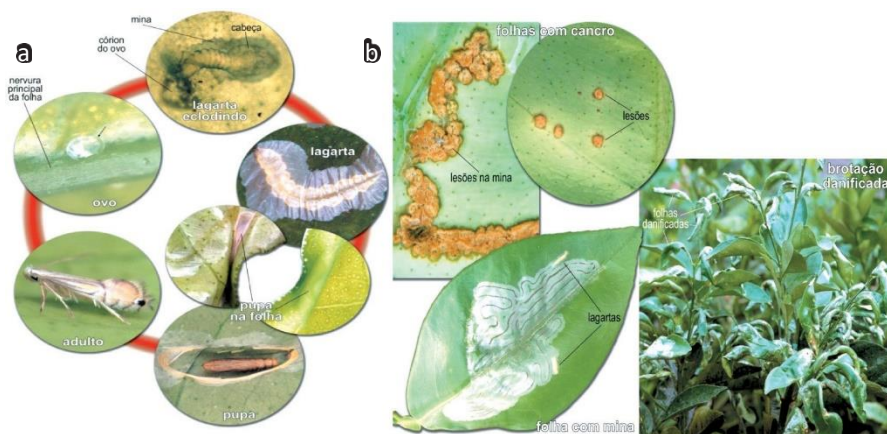 a
mina
cabeça
córion
do ovo
lagarta
eclodindo
nervura
principal
da folha
ovo
lagarta
pupa
na folha
adulto
pupa
b
folhas com cancro
lesões
lesões na mina
brotação
danificada
folhas
danificadas
lagartas
folha com mina